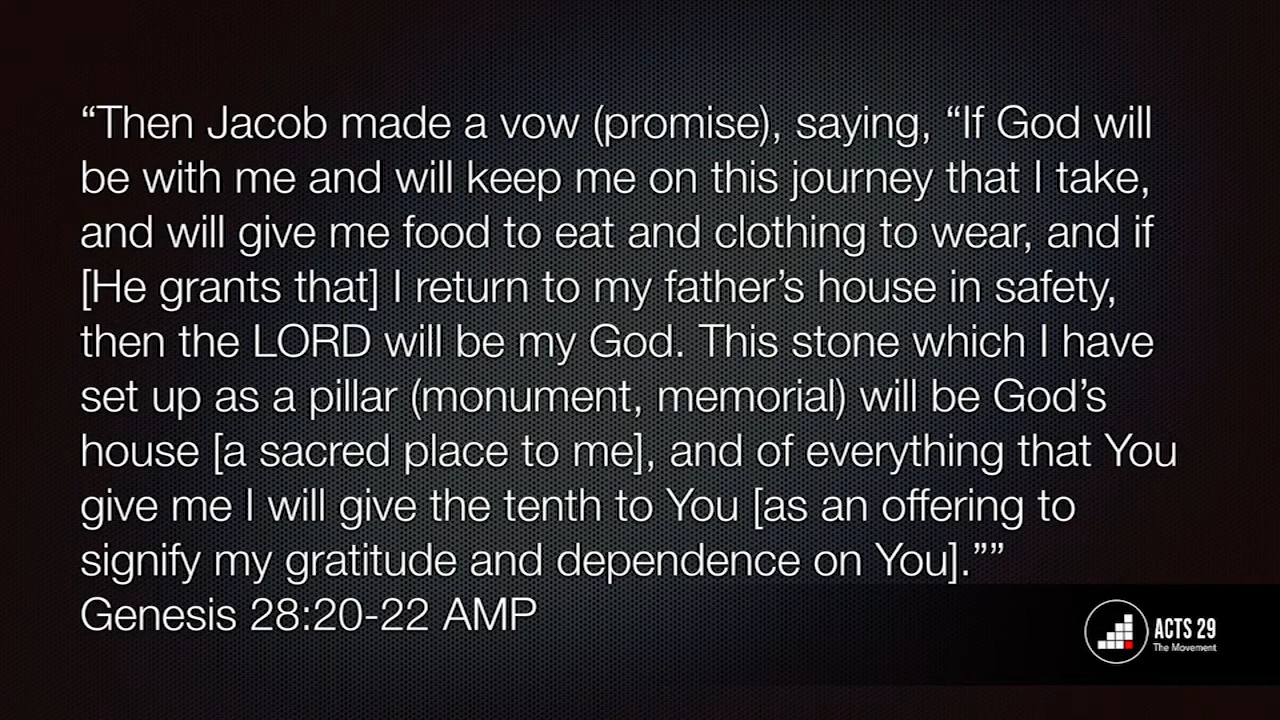 “Then Jacob made a vow (promise), saying, “If God will
be with me and will keep me on this journey that I take,
and will give me food to eat and clothing to wear, and if
[He grants that] I return to my father’s house in safety,
then the LORD will be my God. This stone which I have
set up as a pillar (monument, memorial) will be God’s
house [a sacred place to me], and of everything that You
give me I will give the tenth to You [as an offering to
signify my gratitude and dependence on You].””
Genesis 28:20-22 AMP
ACTS 29
The Movement